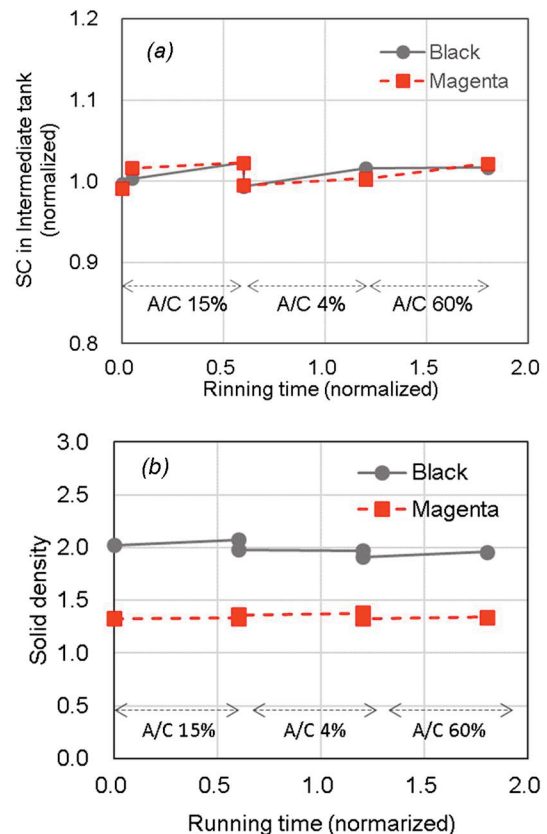 1.2
(a)
Black
Magenta
1.1
1.0
0.9
0.8
SC in Intermediate tank
(normalized)
A/C 15%
A/C 4%
A/C 60%
0.0
0.5
1.0
1.5
2.0
Rinning time (normalized)
3.0
(b)
Black
Magenta
2.5
2.0
1.5
1.0
0.5
0.0
Solid density
A/C 15%
A/C 4%
A/C 60%
0.0
0.5
1.0
1.5
2.0
Running time (normarized)